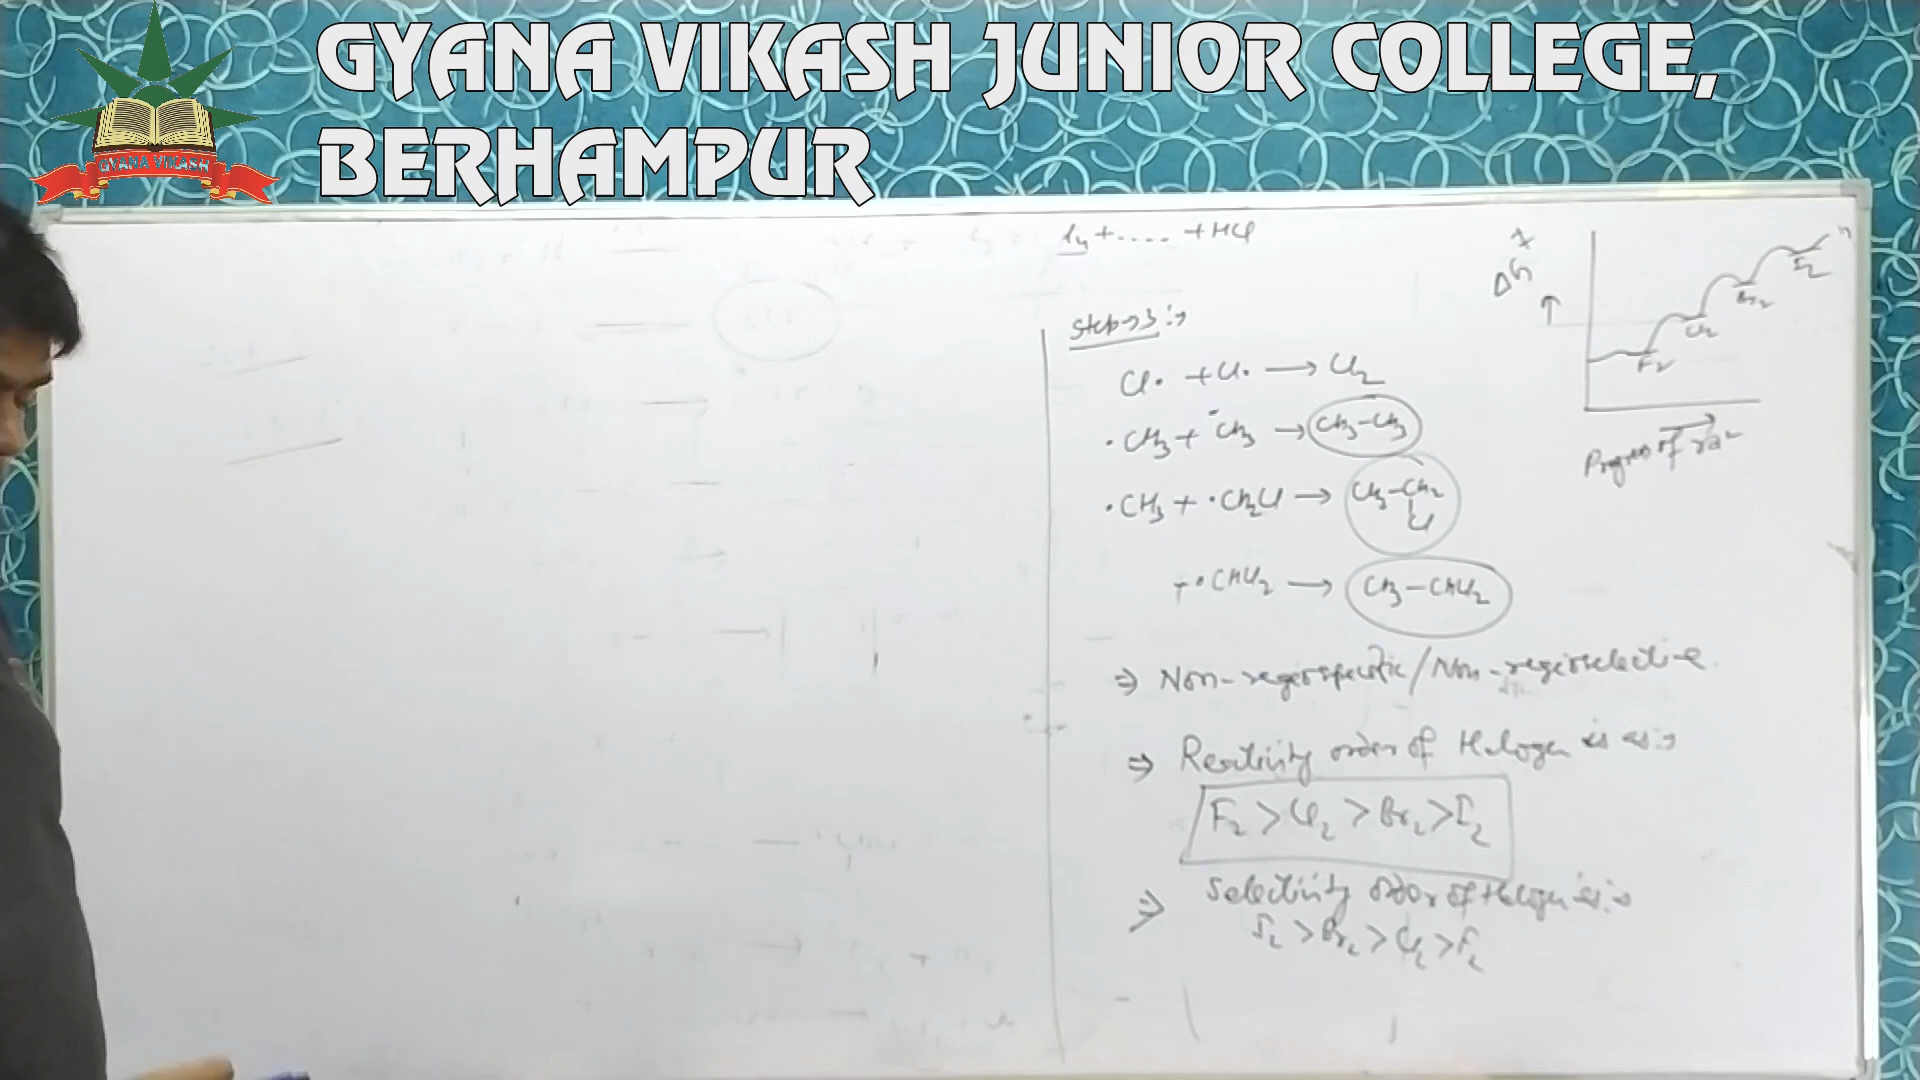 GYANA VIKASH JUNIOR COLLEGE,
BERHAMPUR
GYANA VIKASH
+ .... + HCl
Step→3:→
Cl• + Cl• ⟶ Cl₂
•CH₃ + •CH₃ → CH₃-CH₃
•CH₃ + •CH₂Cl → CH₃-CH₂
Cl
+ •CHCl₂ → CH₃-CHCl₂
⇒ Non-regiospecific/Non-regioselective.
⇒ Reactivity order of Halogen is as:→
F₂ > Cl₂ > Br₂ > I₂
⇒ Selectivity order of Halogen is:→
I₂ > Br₂ > Cl₂ > F₂
ΔG
↑
F₂
Cl₂
Br₂
I₂
Progress of rxⁿ